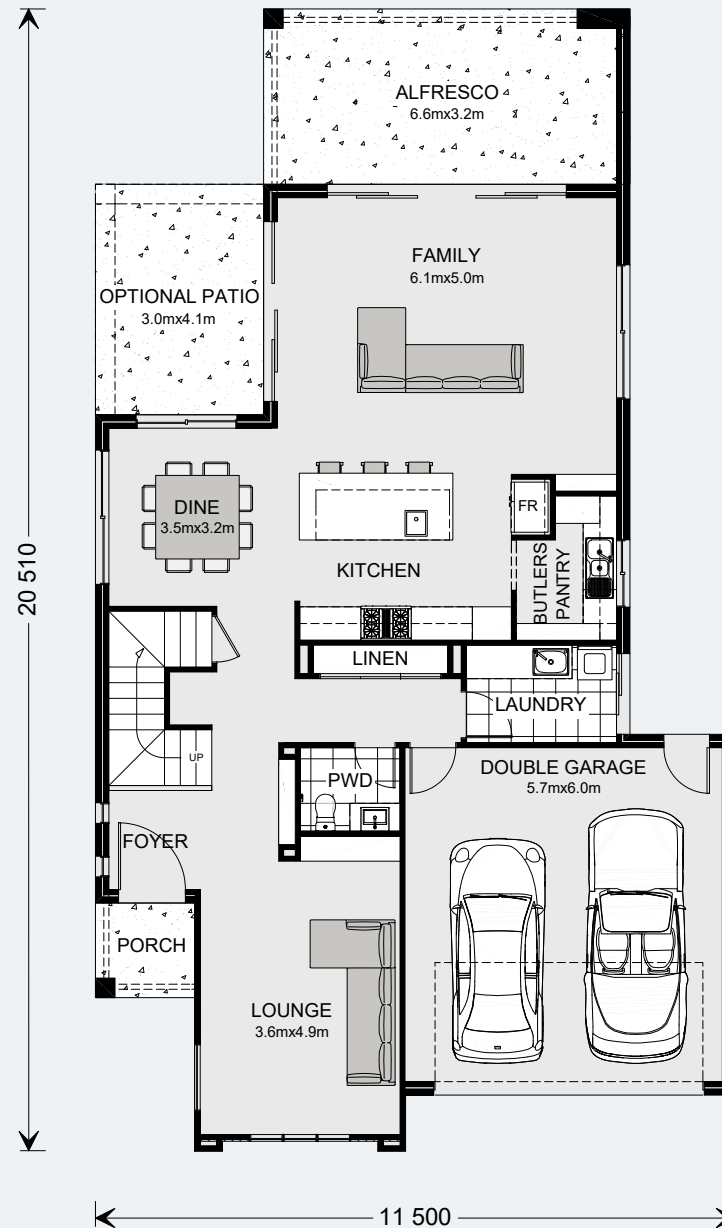 ALFRESCO
6.6mx3.2m
FAMILY
6.1mx5.0m
OPTIONAL PATIO
3.0mx4.1m
DINE
3.5mx3.2m
FR
KITCHEN
BUTLERS
PANTRY
20 510
LINEN
LAUNDRY
UP
PWD
DOUBLE GARAGE
5.7mx6.0m
FOYER
PORCH
LOUNGE
3.6mx4.9m
11 500